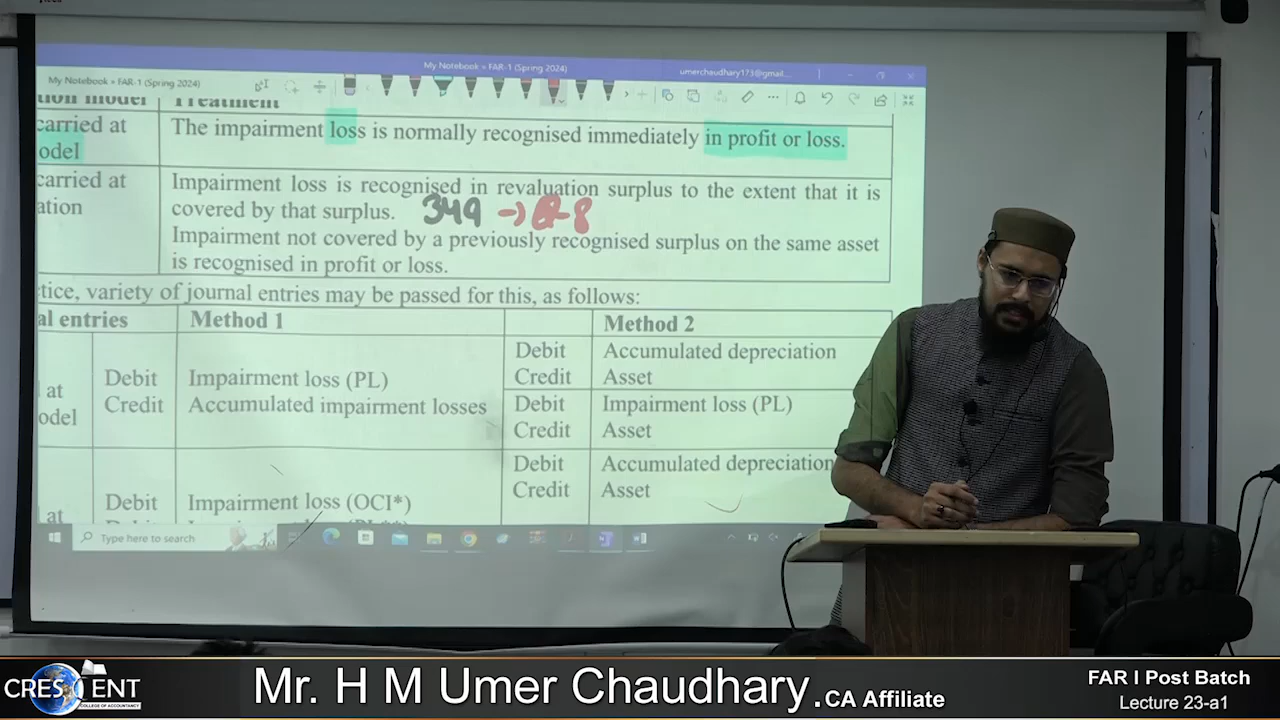 My Notebook » FAR-1 (Spring 2024)
My Notebook » FAR-1 (Spring 2024)
umerchaudhary173@gmail...
tion model Treatment
carried at
odel
The impairment loss is normally recognised immediately in profit or loss.
carried at
ation
Impairment loss is recognised in revaluation surplus to the extent that it is
covered by that surplus. 349 →
Impairment not covered by a previously recognised surplus on the same asset
is recognised in profit or loss.
tice, variety of journal entries may be passed for this, as follows:
al entries Method 1 Method 2
at
odel
Debit Impairment loss (PL)
Credit Accumulated impairment losses
Debit Accumulated depreciation
Credit Asset
Debit Impairment loss (PL)
Credit Asset
at
Debit Impairment loss (OCI*)
Debit Accumulated depreciation
Credit Asset
Type here to search
CRESCENT
COLLEGE OF ACCOUNTANCY
Mr. H M Umer Chaudhary .CA Affiliate
FAR I Post Batch
Lecture 23-a1